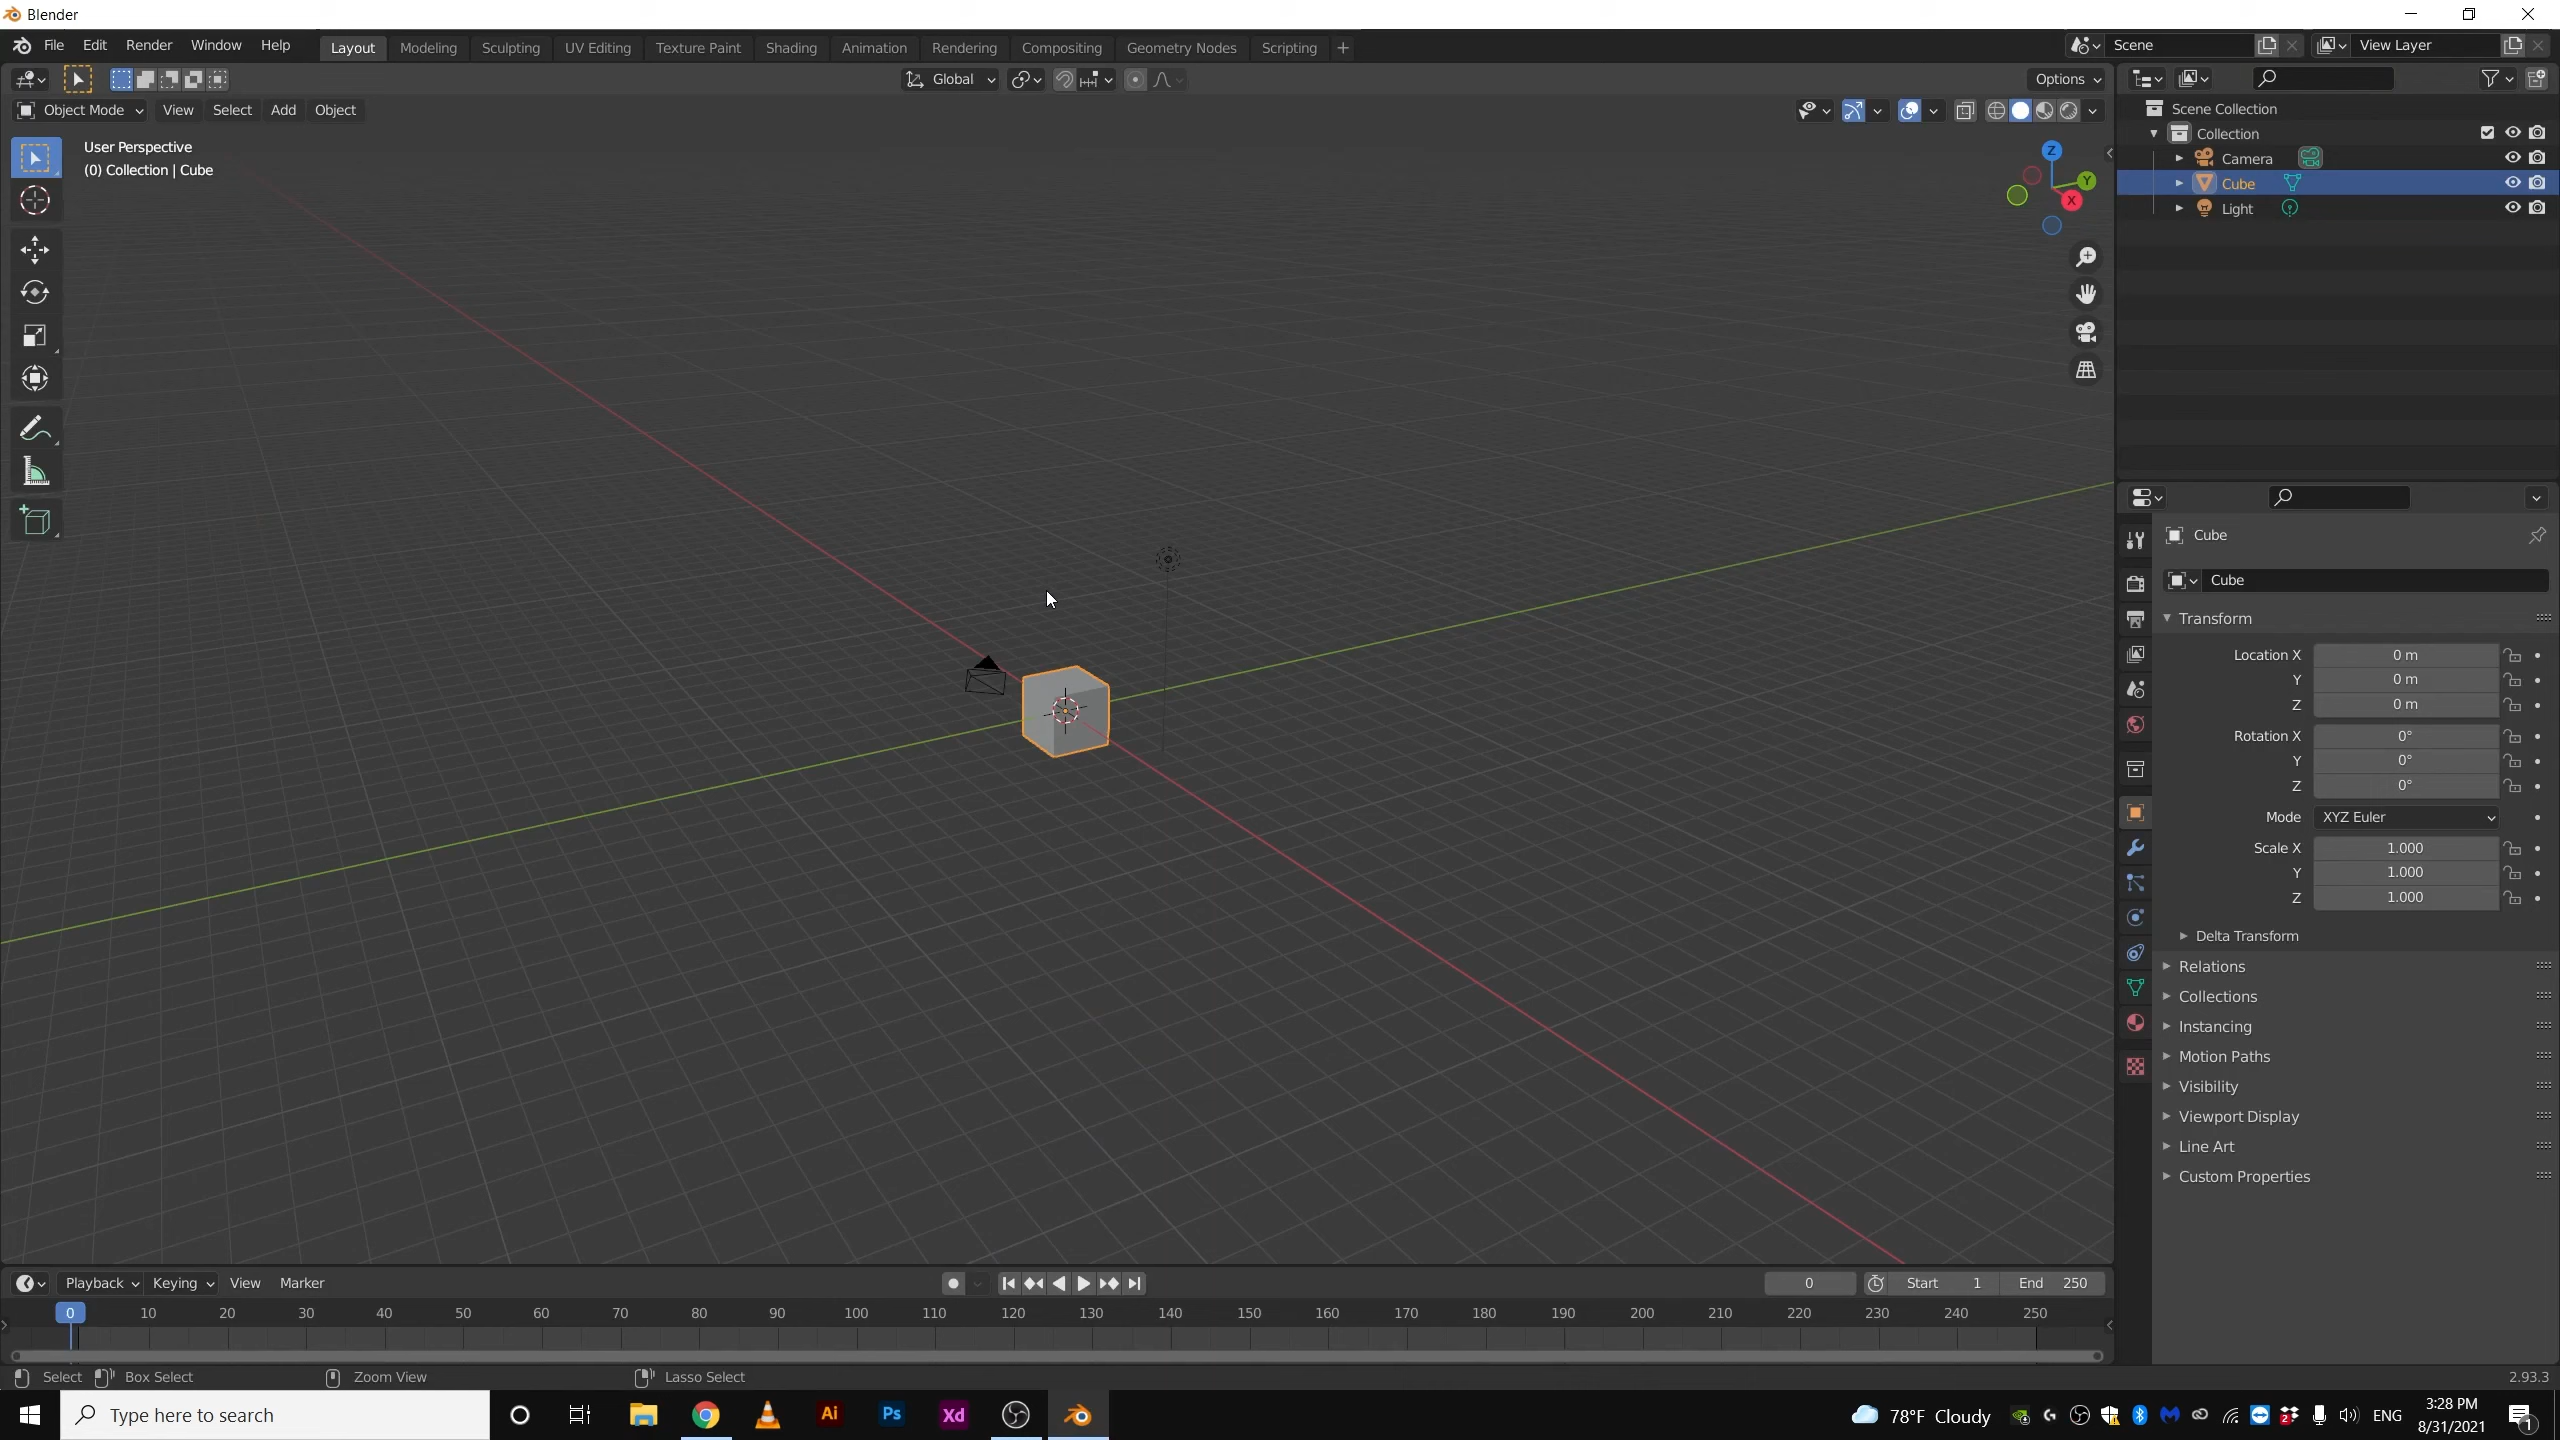 Blender
File Edit Render Window Help Layout Modeling Sculpting UV Editing Texture Paint Shading Animation Rendering Compositing Geometry Nodes Scripting + Scene View Layer
Global Options
Object Mode View Select Add Object
User Perspective
(0) Collection | Cube
Z
Y
X
Scene Collection
Collection
Camera
Cube
Light
Cube
Cube
Transform
Location X 0 m
Y 0 m
Z 0 m
Rotation X 0°
Y 0°
Z 0°
Mode XYZ Euler
Scale X 1.000
Y 1.000
Z 1.000
Delta Transform
Relations
Collections
Instancing
Motion Paths
Visibility
Viewport Display
Line Art
Custom Properties
Playback Keying View Marker 0 Start 1 End 250
0 10 20 30 40 50 60 70 80 90 100 110 120 130 140 150 160 170 180 190 200 210 220 230 240 250
Select Box Select Zoom View Lasso Select 2.93.3
Type here to search Ai Ps Xd 78°F Cloudy ENG 3:28 PM
8/31/2021
1